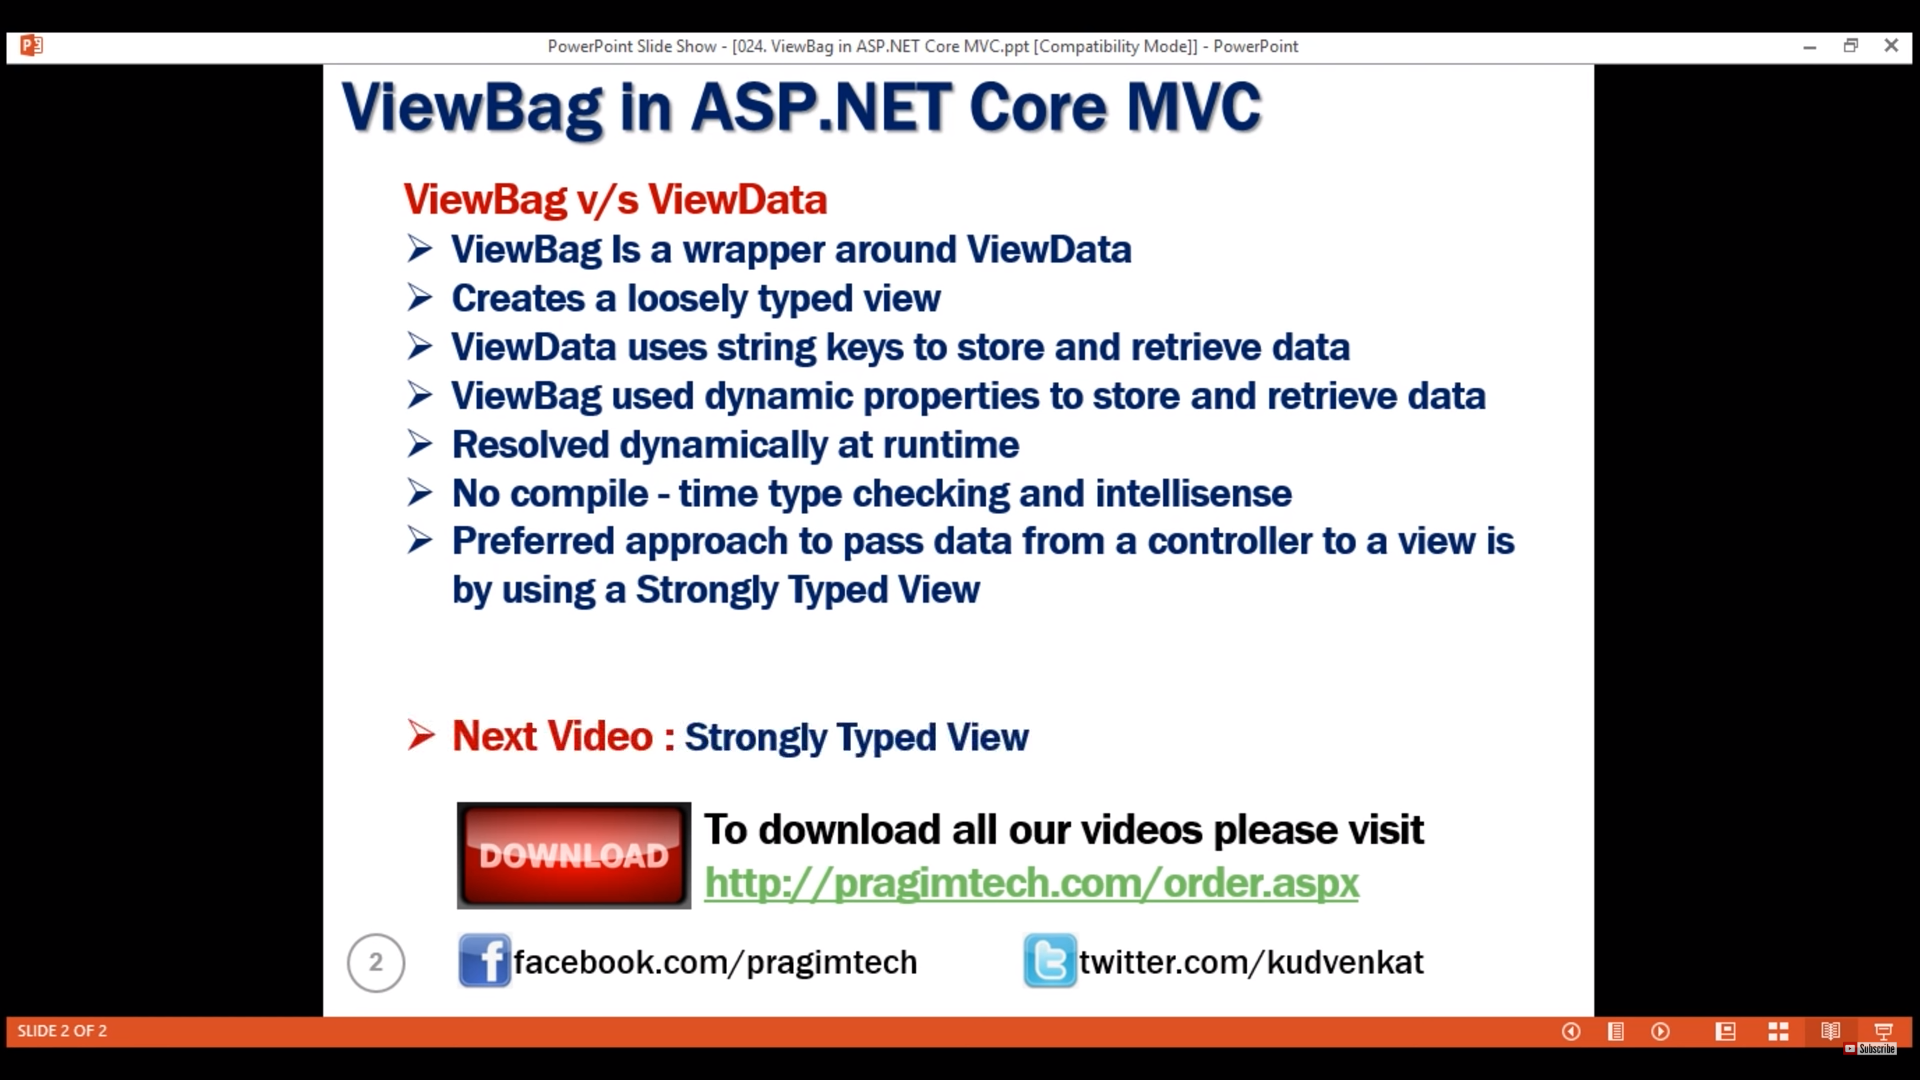 PowerPoint Slide Show - [024. ViewBag in ASP.NET Core MVC.ppt [Compatibility Mode]] - PowerPoint
ViewBag in ASP.NET Core MVC
ViewBag v/s ViewData
ViewBag Is a wrapper around ViewData
Creates a loosely typed view
ViewData uses string keys to store and retrieve data
ViewBag used dynamic properties to store and retrieve data
Resolved dynamically at runtime
No compile - time type checking and intellisense
Preferred approach to pass data from a controller to a view is
by using a Strongly Typed View
Next Video : Strongly Typed View
DOWNLOAD
To download all our videos please visit
http://pragimtech.com/order.aspx
2
facebook.com/pragimtech
twitter.com/kudvenkat
SLIDE 2 OF 2
Subscribe